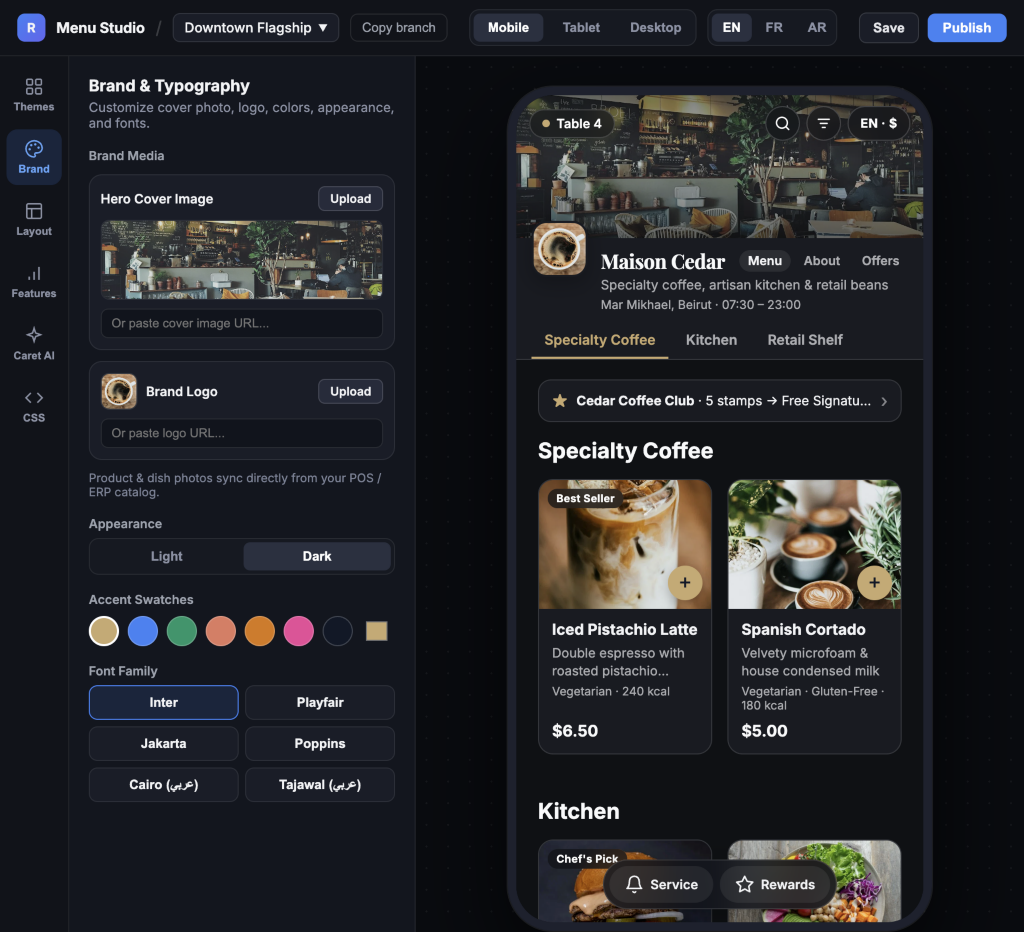 R
Menu Studio / Downtown Flagship ▼ Copy branch Mobile Tablet Desktop EN FR AR Save Publish
Themes
Brand
Layout
Features
Caret AI
CSS
Brand & Typography
Customize cover photo, logo, colors, appearance,
and fonts.
Brand Media
Hero Cover Image Upload
Or paste cover image URL...
Brand Logo Upload
Or paste logo URL...
Product & dish photos sync directly from your POS /
ERP catalog.
Appearance
Light Dark
Accent Swatches
Font Family
Inter Playfair
Jakarta Poppins
Cairo (عربي) Tajawal (عربي)
Table 4 EN · $
Maison Cedar Menu About Offers
Specialty coffee, artisan kitchen & retail beans
Mar Mikhael, Beirut · 07:30 – 23:00
Specialty Coffee Kitchen Retail Shelf
Cedar Coffee Club · 5 stamps → Free Signatu... ›
Specialty Coffee
Best Seller
+
Iced Pistachio Latte
Double espresso with
roasted pistachio...
Vegetarian · 240 kcal
$6.50
+
Spanish Cortado
Velvety microfoam &
house condensed milk
Vegetarian · Gluten-Free ·
180 kcal
$5.00
Kitchen
Chef's Pick
Service Rewards